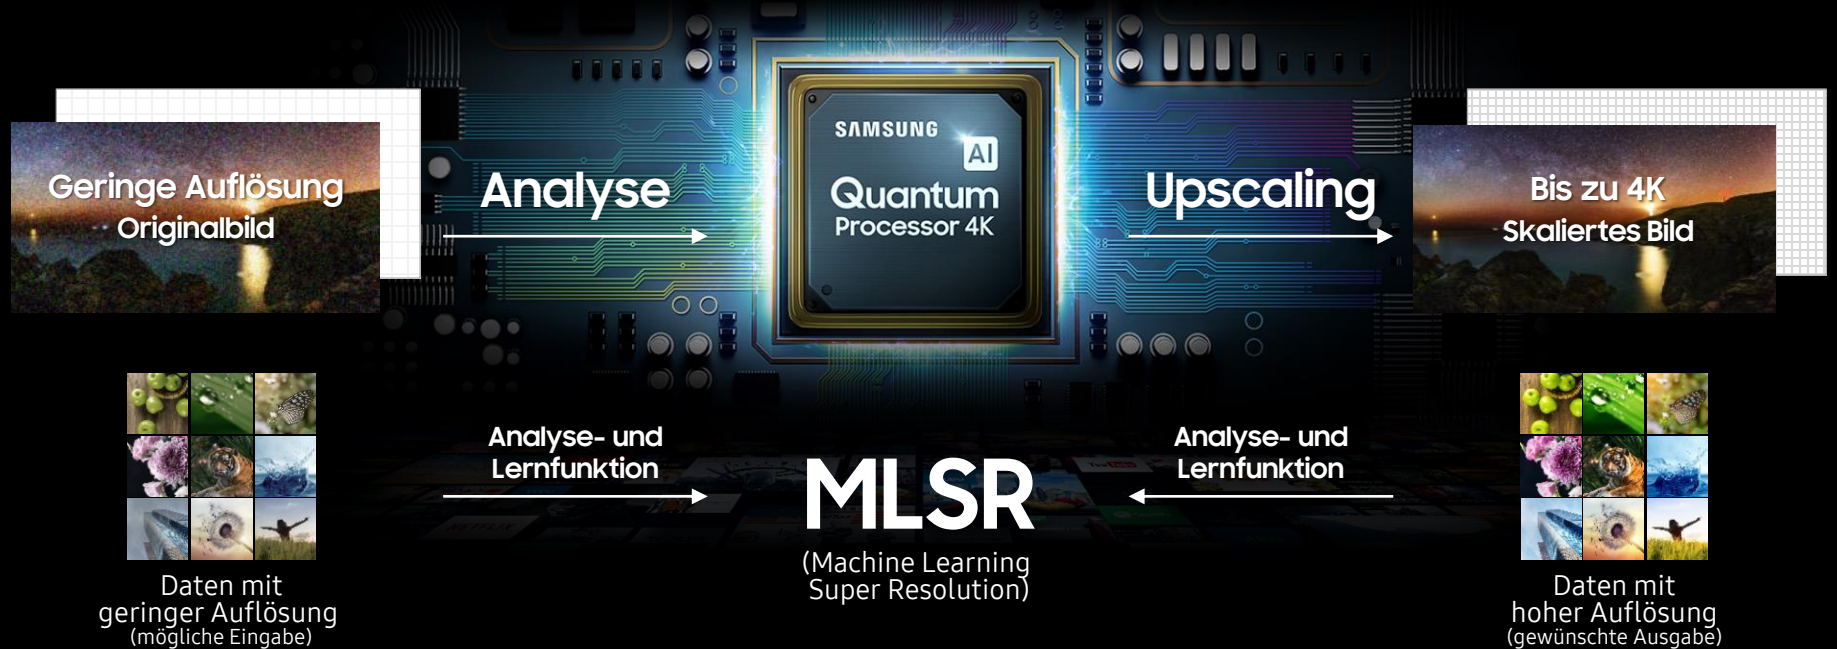 Geringe Auflösung
Originalbild
Analyse
SAMSUNG
AI
Quantum
Processor 4K
Upscaling
Bis zu 4K
Skaliertes Bild
Analyse- und
Lernfunktion
MLSR
(Machine Learning
Super Resolution)
Analyse- und
Lernfunktion
Daten mit
geringer Auflösung
(mögliche Eingabe)
Daten mit
hoher Auflösung
(gewünschte Ausgabe)
NETFLIX
YouTube